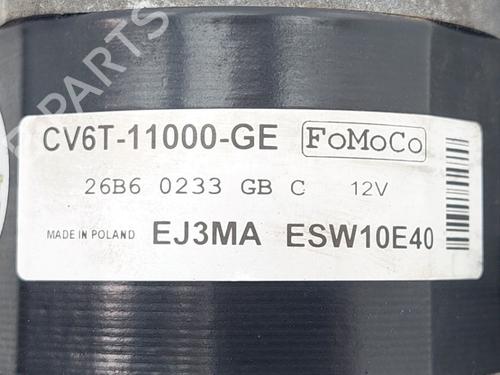 CV6T-11000-GE FoMoCo
26B6 0233 GB C 12V
MADE IN POLAND EJ3MA ESW10E40
PARTS